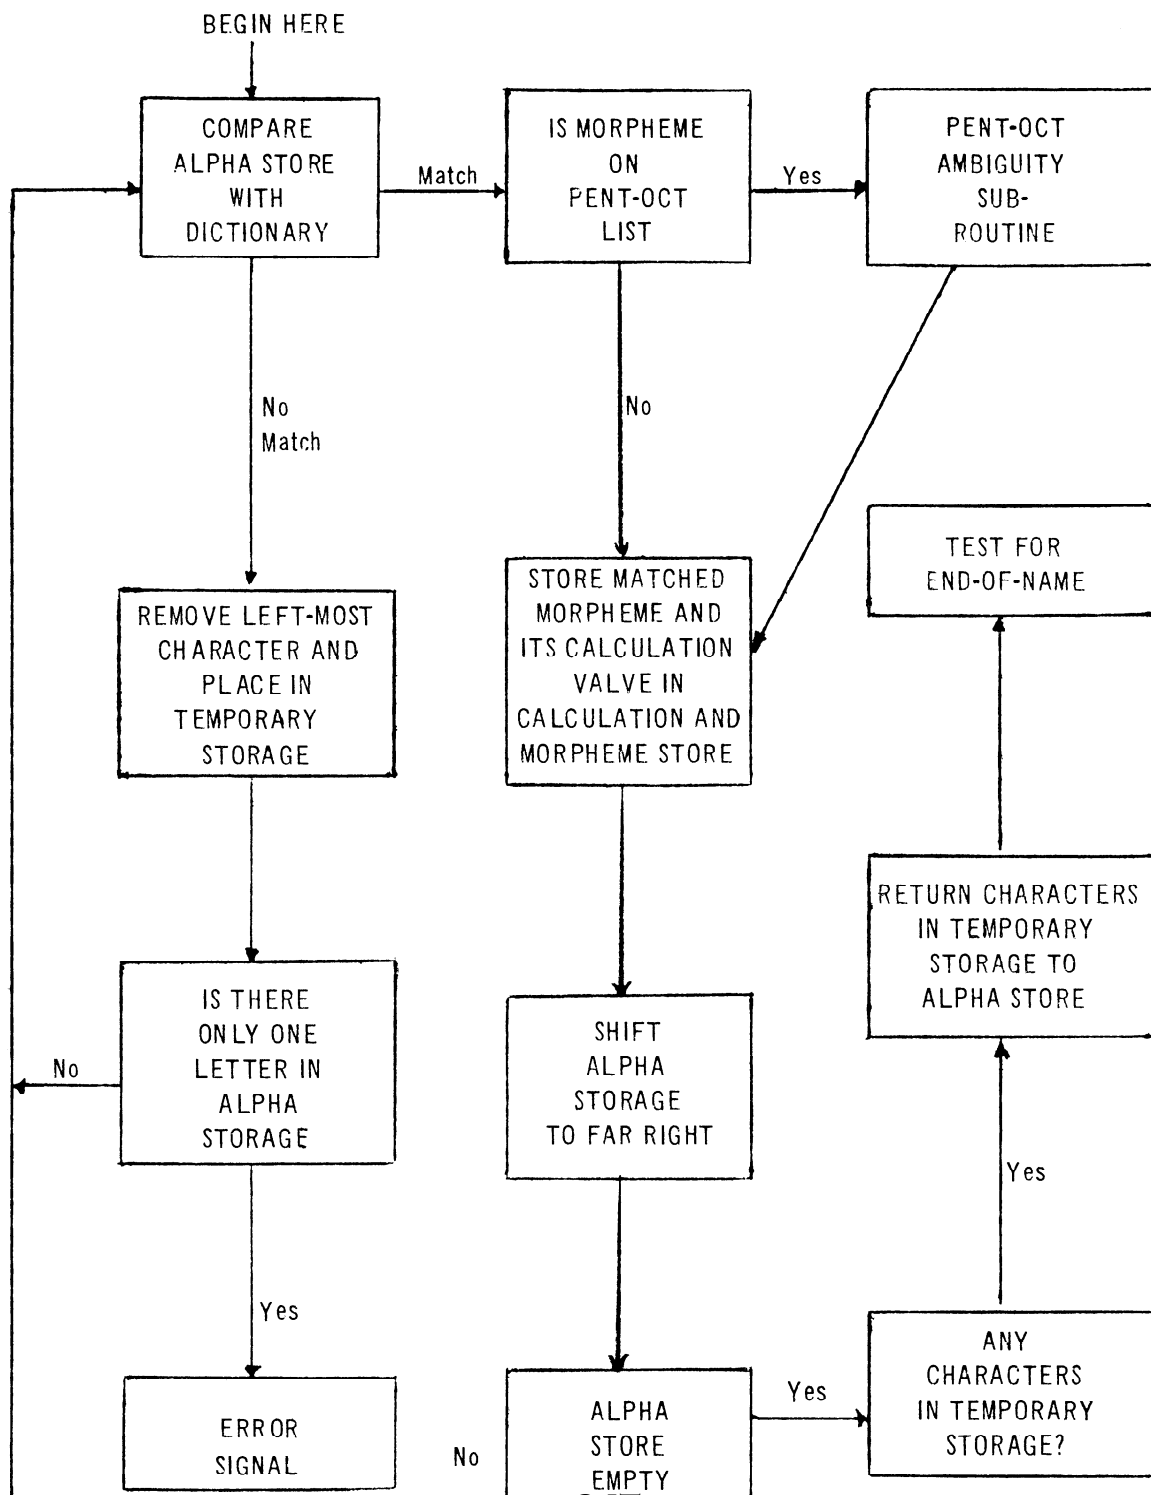 BEGIN HERE
COMPARE
ALPHA STORE
WITH
DICTIONARY
Match
IS MORPHEME
ON
PENT-OCT
LIST
Yes
PENT-OCT
AMBIGUITY
SUB-
ROUTINE
No
Match
No
REMOVE LEFT-MOST
CHARACTER AND
PLACE IN
TEMPORARY
STORAGE
STORE MATCHED
MORPHEME AND
ITS CALCULATION
VALVE IN
CALCULATION AND
MORPHEME STORE
TEST FOR
END-OF-NAME
IS THERE
ONLY ONE
LETTER IN
ALPHA
STORAGE
No
SHIFT
ALPHA
STORAGE
TO FAR RIGHT
RETURN CHARACTERS
IN TEMPORARY
STORAGE TO
ALPHA STORE
Yes
Yes
ERROR
SIGNAL
No
ALPHA
STORE
EMPTY
Yes
ANY
CHARACTERS
IN TEMPORARY
STORAGE?